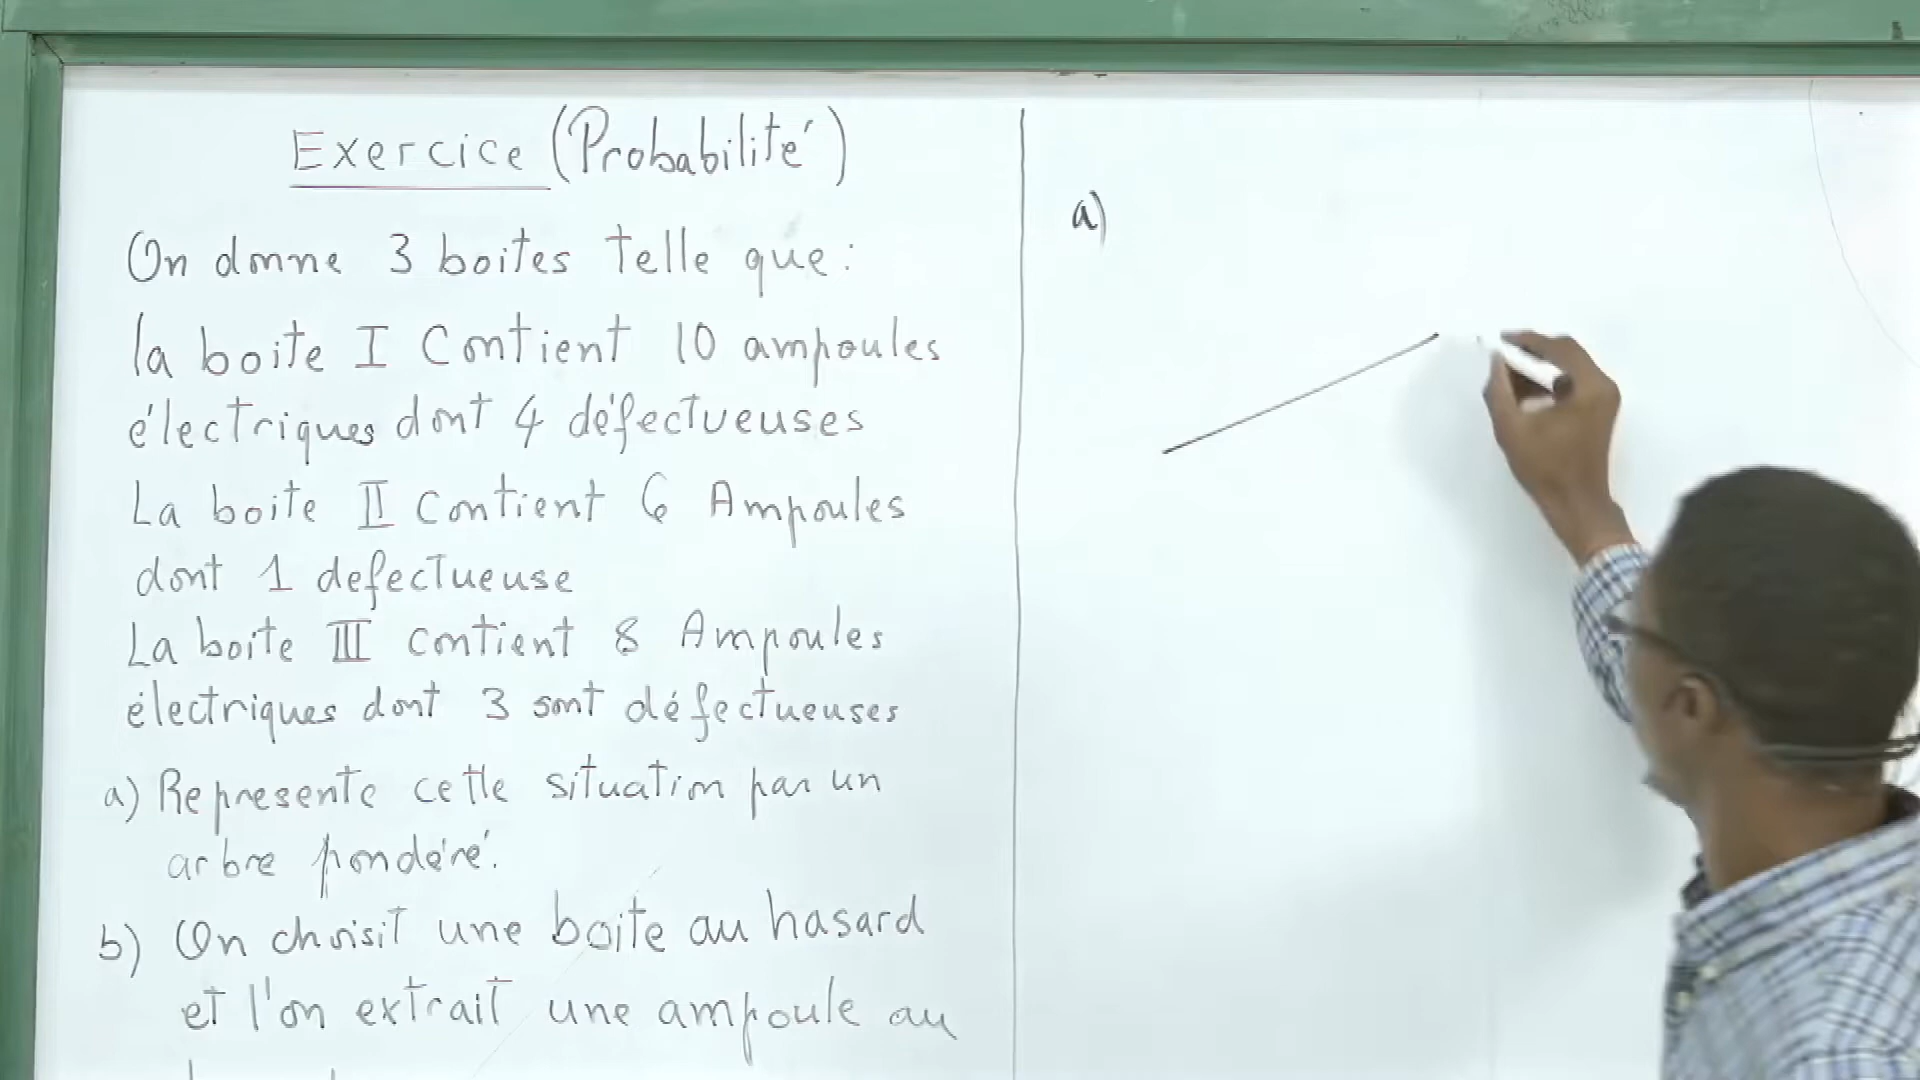 Exercice (Probabilité)
On donne 3 boites telle que:
la boite I Contient 10 ampoules
électriques dont 4 défectueuses
La boite II Contient 6 Ampoules
dont 1 defectueuse
La boite III contient 8 Ampoules
électriques dont 3 sont défectueuses
a) Represente cette situation par un
arbre pondéré.
b) On choisit une boite au hasard
et l'on extrait une ampoule au
a)